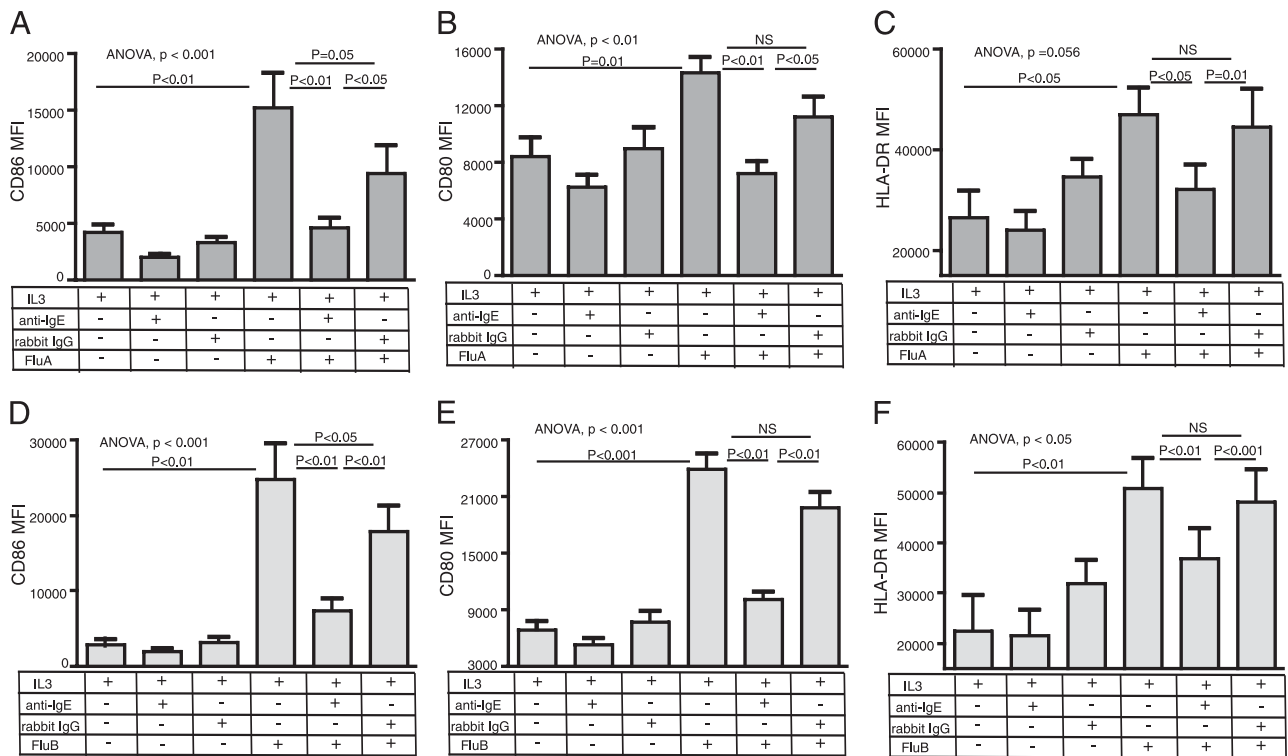 A
20000
15000
10000
5000
0
CD86 MFI
ANOVA, p < 0.001
P=0.05
P<0.01
P<0.01
P<0.05
IL3 + + + + + +
anti-IgE - + - - + -
rabbit IgG - - + - - +
FluA - - - + + +
B
16000
12000
8000
4000
0
CD80 MFI
ANOVA, p < 0.01
NS
P=0.01
P<0.01
P<0.05
IL3 + + + + + +
anti-IgE - + - - + -
rabbit IgG - - + - - +
FluA - - - + + +
C
60000
40000
20000
HLA-DR MFI
ANOVA, p =0.056
NS
P<0.05
P<0.05
P=0.01
IL3 + + + + + +
anti-IgE - + - - + -
rabbit IgG - - + - - +
FluA - - - + + +
D
30000
20000
10000
0
CD86 MFI
ANOVA, p < 0.001
P<0.05
P<0.01
P<0.01
P<0.01
IL3 + + + + + +
anti-IgE - + - - + -
rabbit IgG - - + - - +
FluB - - - + + +
E
27000
21000
15000
9000
3000
CD80 MFI
ANOVA, p < 0.001
NS
P<0.001
P<0.01
P<0.01
IL3 + + + + + +
anti-IgE - + - - + -
rabbit IgG - - + - - +
FluB - - - + + +
F
60000
50000
40000
30000
20000
HLA-DR MFI
ANOVA, p < 0.05
NS
P<0.01
P<0.01
P<0.001
IL3 + + + + + +
anti-IgE - + - - + -
rabbit IgG - - + - - +
FluB - - - + + +